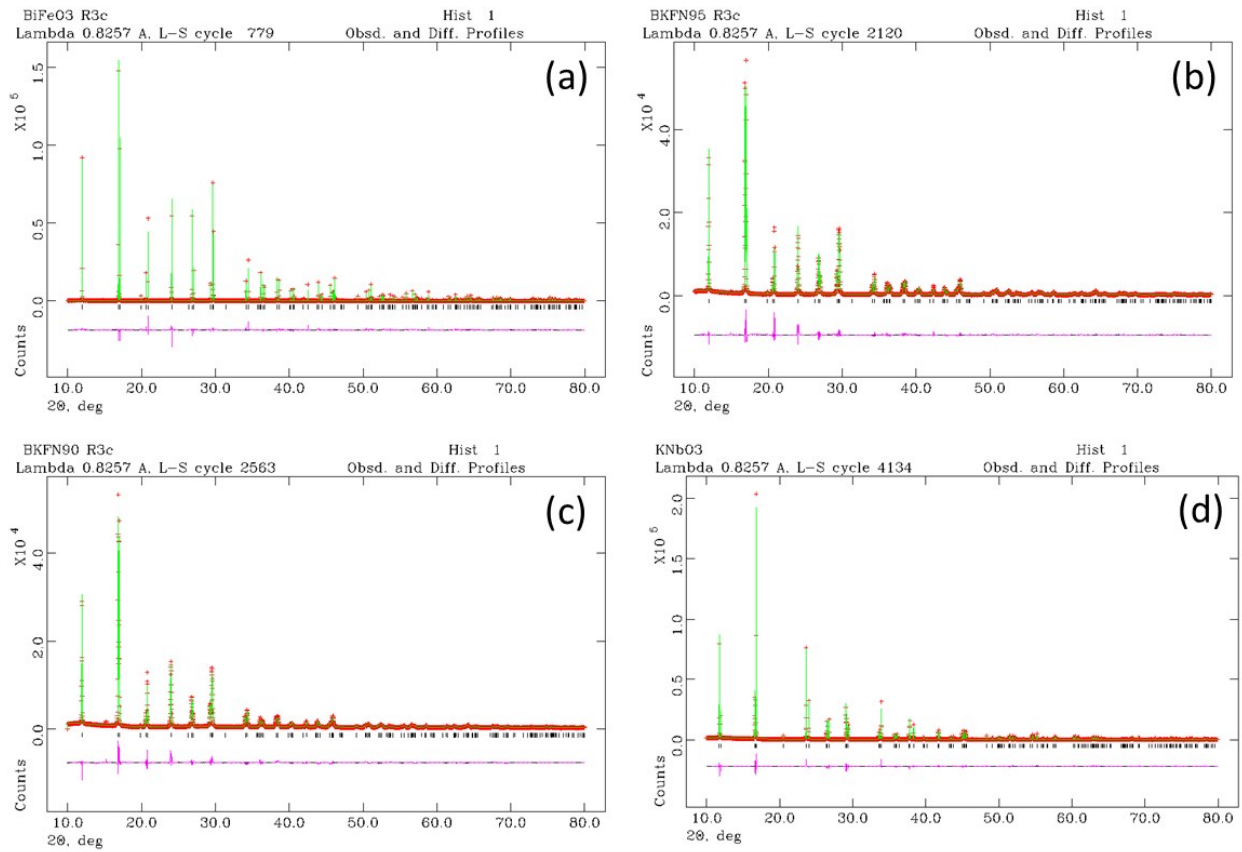 BiFeO3 R3c Hist 1
Lambda 0.8257 A, L-S cycle 779 Obsd. and Diff. Profiles
(a)
X10 5
1.5
1.0
0.5
0.0
Counts
10.0 20.0 30.0 40.0 50.0 60.0 70.0 80.0
2Θ, deg
BKFN95 R3c Hist 1
Lambda 0.8257 A, L-S cycle 2120 Obsd. and Diff. Profiles
(b)
X10 4
4.0
2.0
0.0
Counts
10.0 20.0 30.0 40.0 50.0 60.0 70.0 80.0
2Θ, deg
BKFN90 R3c Hist 1
Lambda 0.8257 A, L-S cycle 2563 Obsd. and Diff. Profiles
(c)
X10 4
4.0
2.0
0.0
Counts
10.0 20.0 30.0 40.0 50.0 60.0 70.0 80.0
2Θ, deg
KNbO3 Hist 1
Lambda 0.8257 A, L-S cycle 4134 Obsd. and Diff. Profiles
(d)
X10 5
2.0
1.5
1.0
0.5
0.0
Counts
10.0 20.0 30.0 40.0 50.0 60.0 70.0 80.0
2Θ, deg